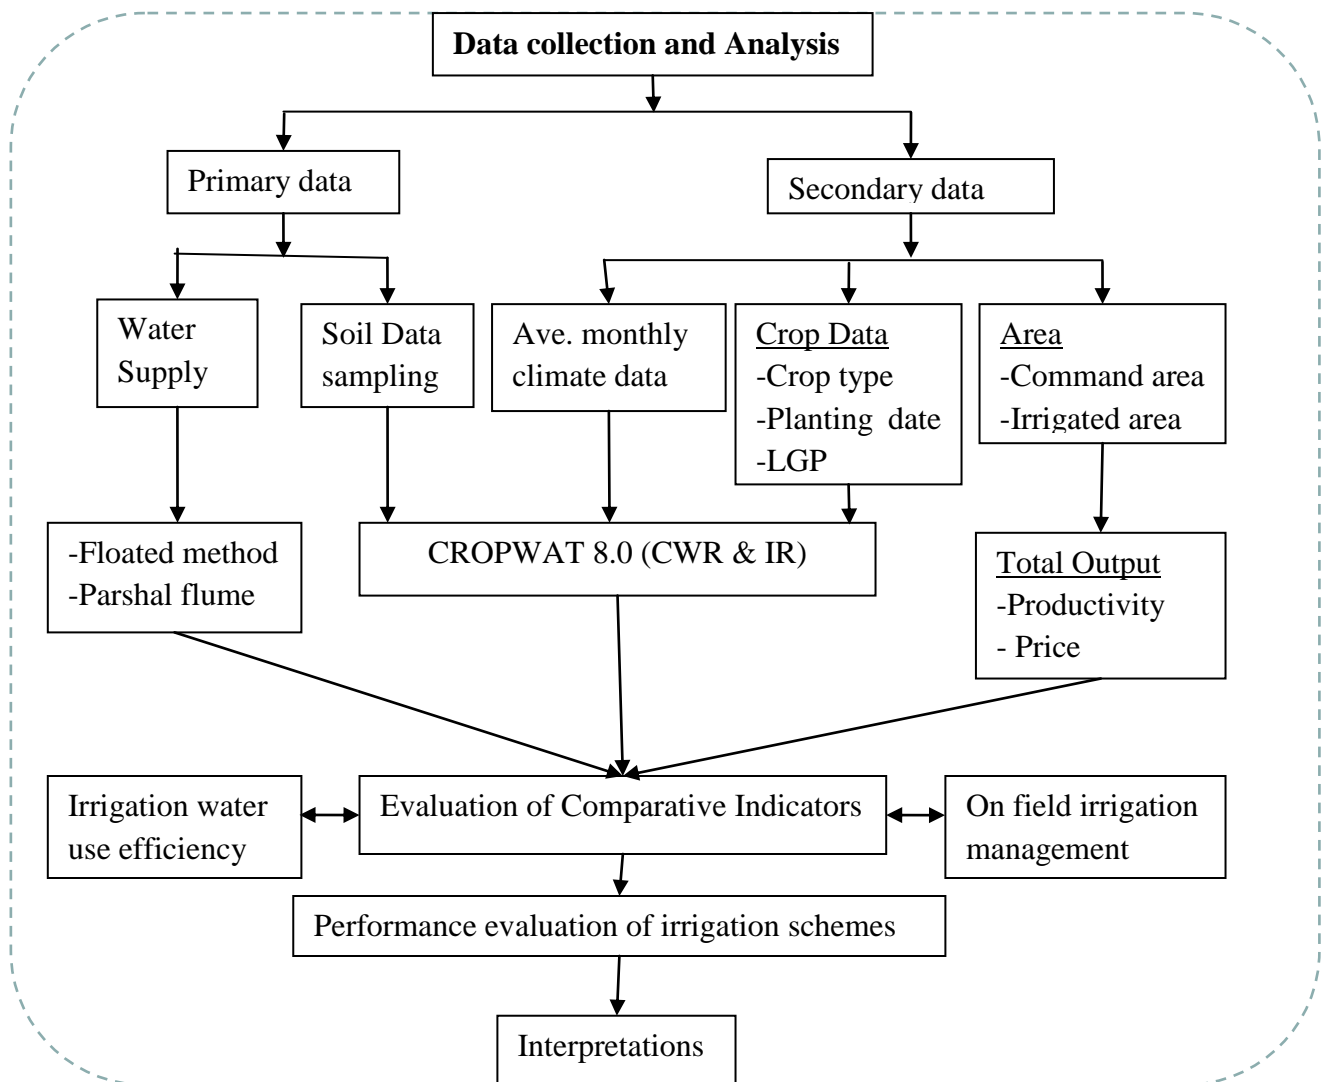 Data collection and Analysis
Primary data
Secondary data
Water
Supply
Soil Data
sampling
Ave. monthly
climate data
Crop Data
-Crop type
-Planting date
-LGP
Area
-Command area
-Irrigated area
-Floated method
-Parshal flume
CROPWAT 8.0 (CWR & IR)
Total Output
-Productivity
- Price
Irrigation water
use efficiency
Evaluation of Comparative Indicators
On field irrigation
management
Performance evaluation of irrigation schemes
Interpretations